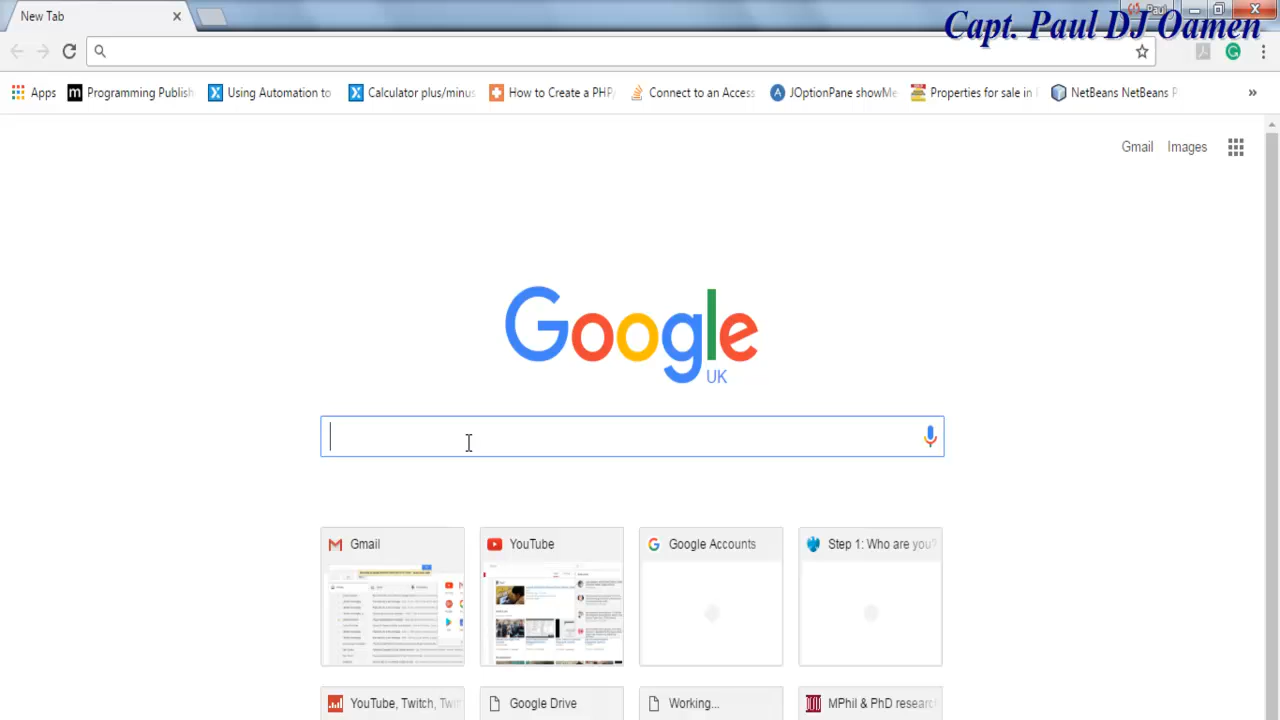 New Tab
Paul
Capt. Paul DJ Oamen
Apps
Programming Publish
Using Automation to
Calculator plus/minus
How to Create a PHP
Connect to an Access
JOptionPane showMe
Properties for sale in
NetBeans NetBeans P
»
Gmail Images
Google
UK
Gmail
YouTube
Google Accounts
Step 1: Who are you?
YouTube, Twitch, Twi
Google Drive
Working...
MPhil & PhD researc